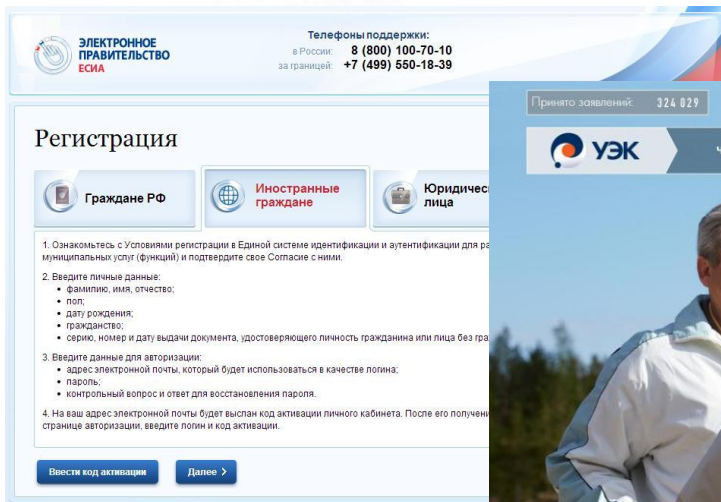 ЭЛЕКТРОННОЕ
ПРАВИТЕЛЬСТВО
ЕСИА
Телефоны поддержки:
в России: 8 (800) 100-70-10
за границей: +7 (499) 550-18-39
Принято заявлений: 324 029
УЭК
Регистрация
Граждане РФ
Иностранные
граждане
Юридичес
лица
1. Ознакомьтесь с Условиями регистрации в Единой системе идентификации и аутентификации для ра
муниципальных услуг (функций) и подтвердите свое Согласие с ними.
2. Введите личные данные:
• фамилию, имя, отчество;
• пол;
• дату рождения;
• гражданство;
• серию, номер и дату выдачи документа, удостоверяющего личность гражданина или лица без гра
3. Введите данные для авторизации:
• адрес электронной почты, который будет использоваться в качестве логина;
• пароль;
• контрольный вопрос и ответ для восстановления пароля.
4. На ваш адрес электронной почты будет выслан код активации личного кабинета. После его получени
странице авторизации, введите логин и код активации.
Ввести код активации
Далее >